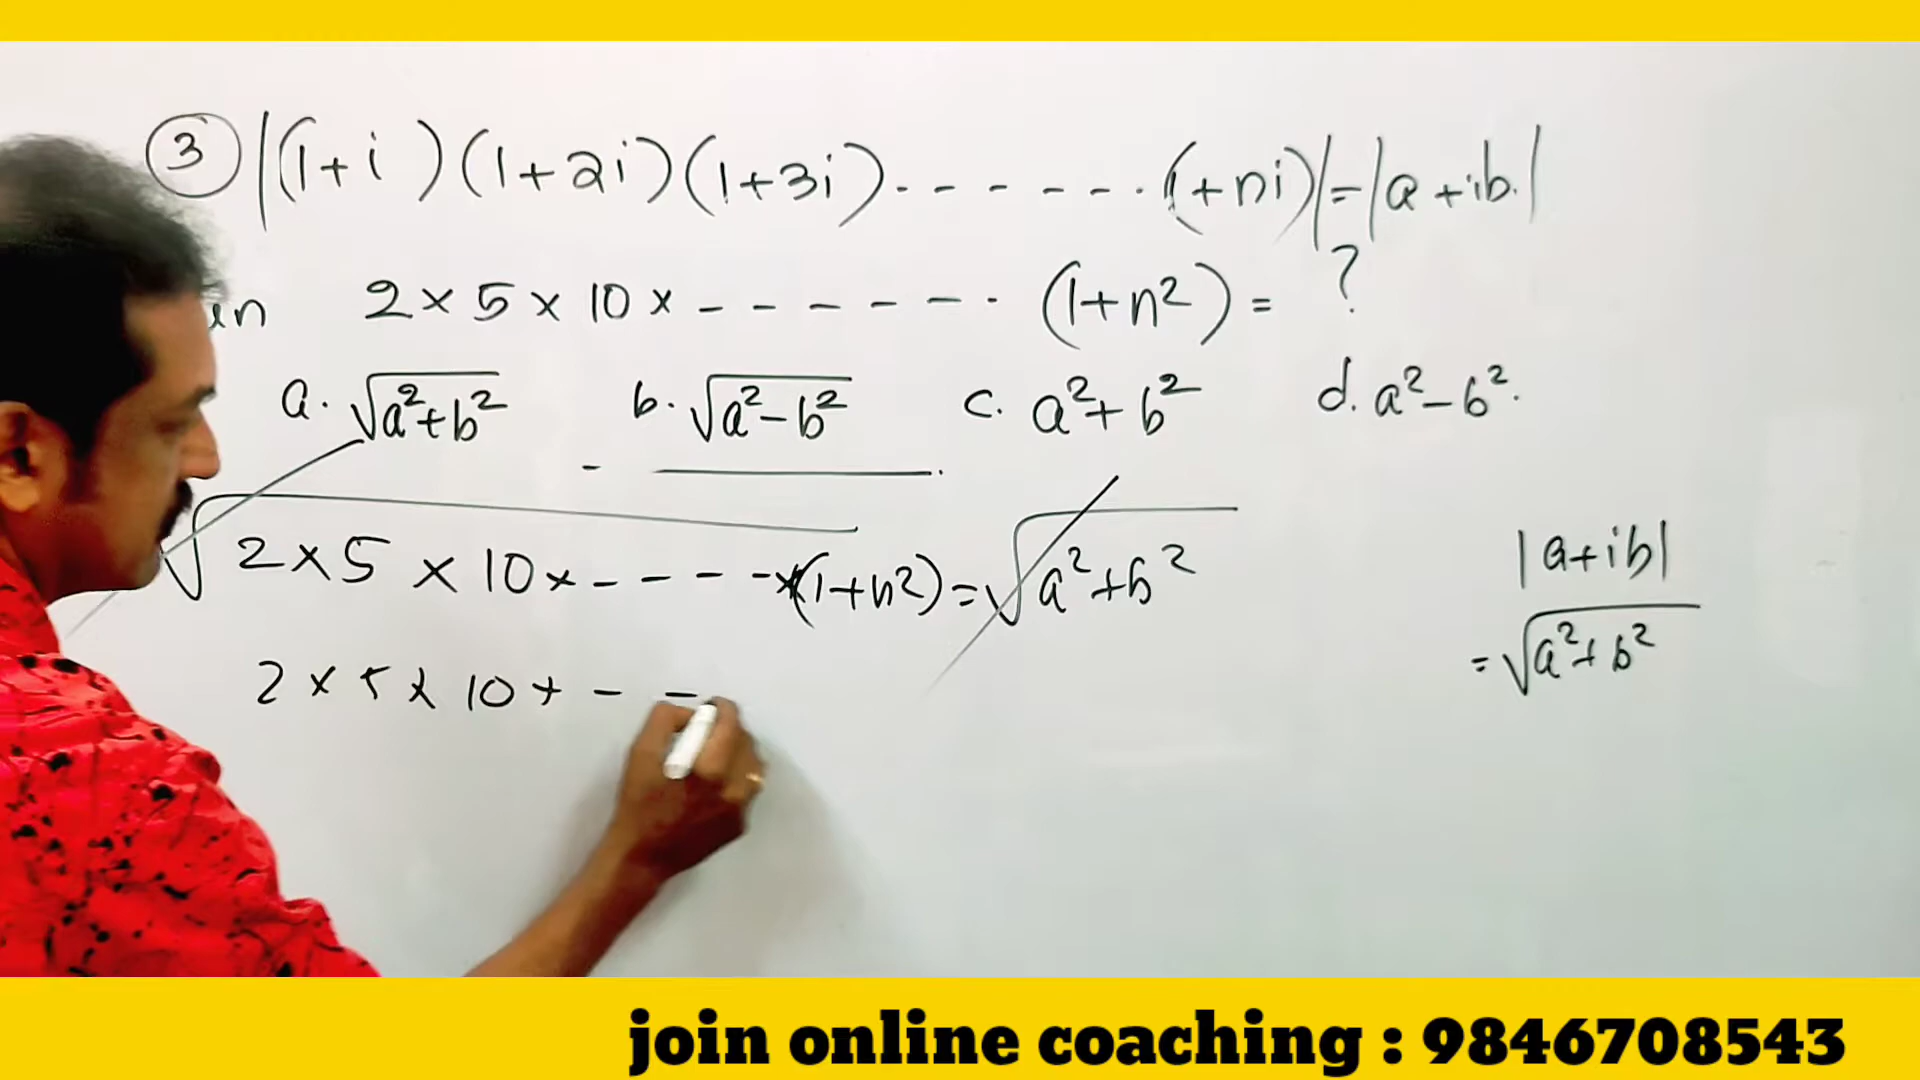 ③ |(1+i)(1+2i)(1+3i)- - - - - - (1+ni)|=|a+ib.|
2×5×10×- - - - - - (1+n²) = ?
a. √a²+b² b. √a²-b² c. a²+b² d. a²-b².
√2×5×10×- - - -×(1+n²) = √a²+b²
|a+ib|
= √a²+b²
2×5×10× - -
join online coaching : 9846708543